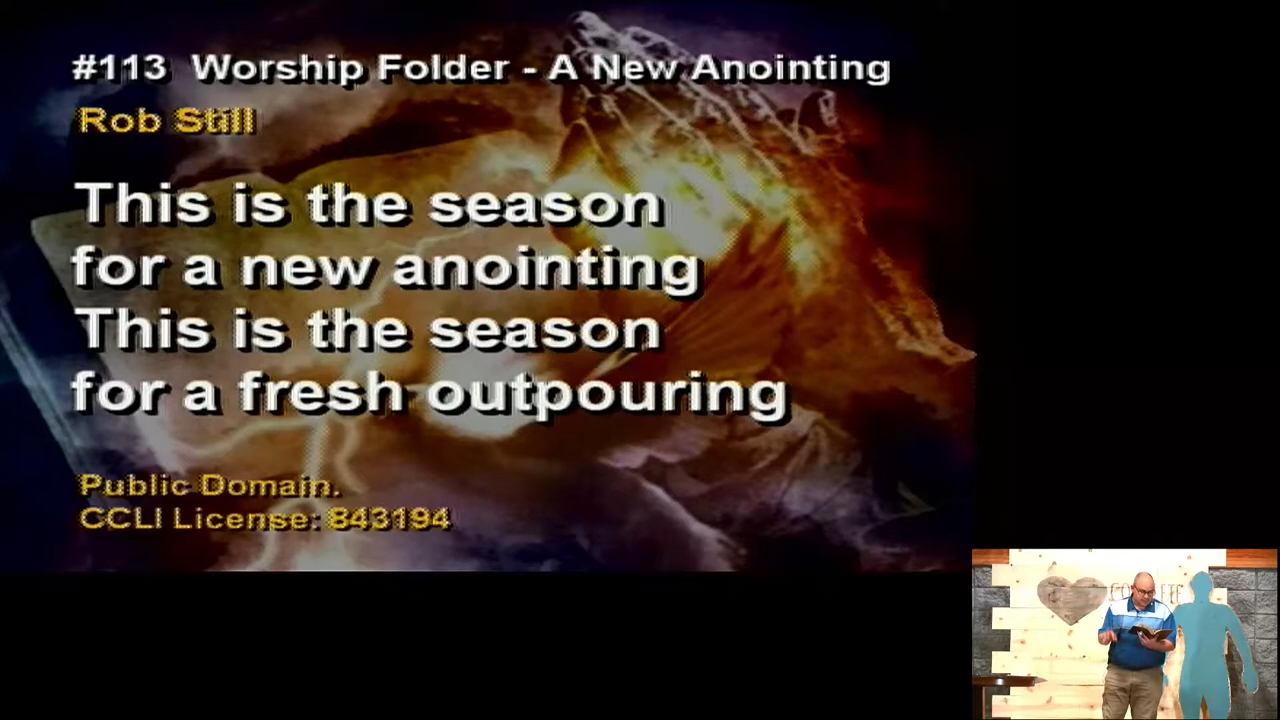 #113 Worship Folder - A New Anointing
Rob Still
This is the season
for a new anointing
This is the season
for a fresh outpouring
Public Domain.
CCLI License: 843194